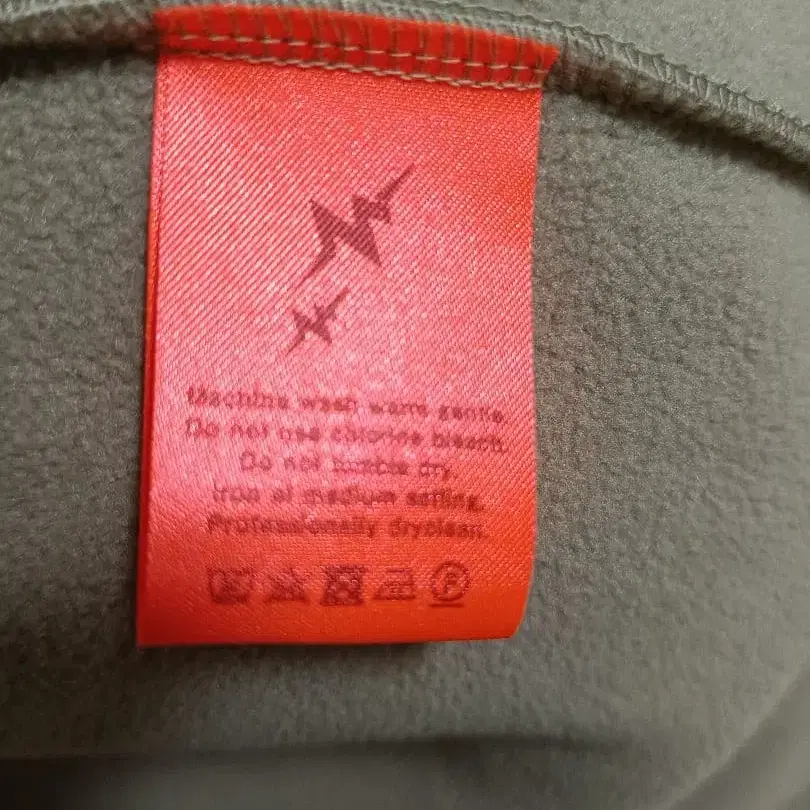 Machine wash warm gentle.
Do not use chlorine bleach.
Do not tumble dry.
Iron at medium setting.
Professionally dryclean.
P